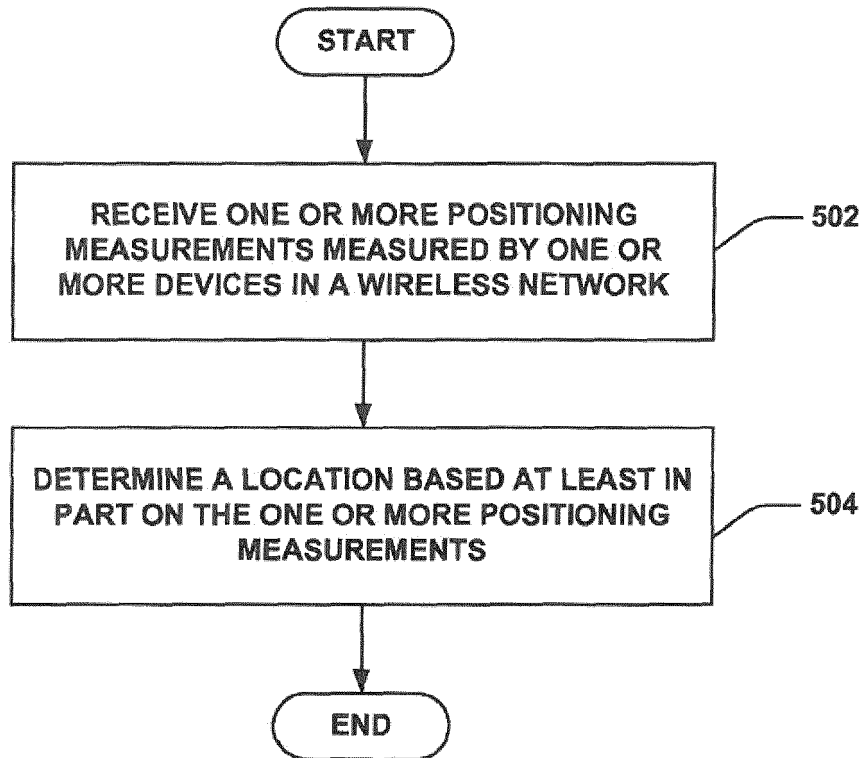 START
RECEIVE ONE OR MORE POSITIONING
MEASUREMENTS MEASURED BY ONE OR
MORE DEVICES IN A WIRELESS NETWORK
502
DETERMINE A LOCATION BASED AT LEAST IN
PART ON THE ONE OR MORE POSITIONING
MEASUREMENTS
504
END